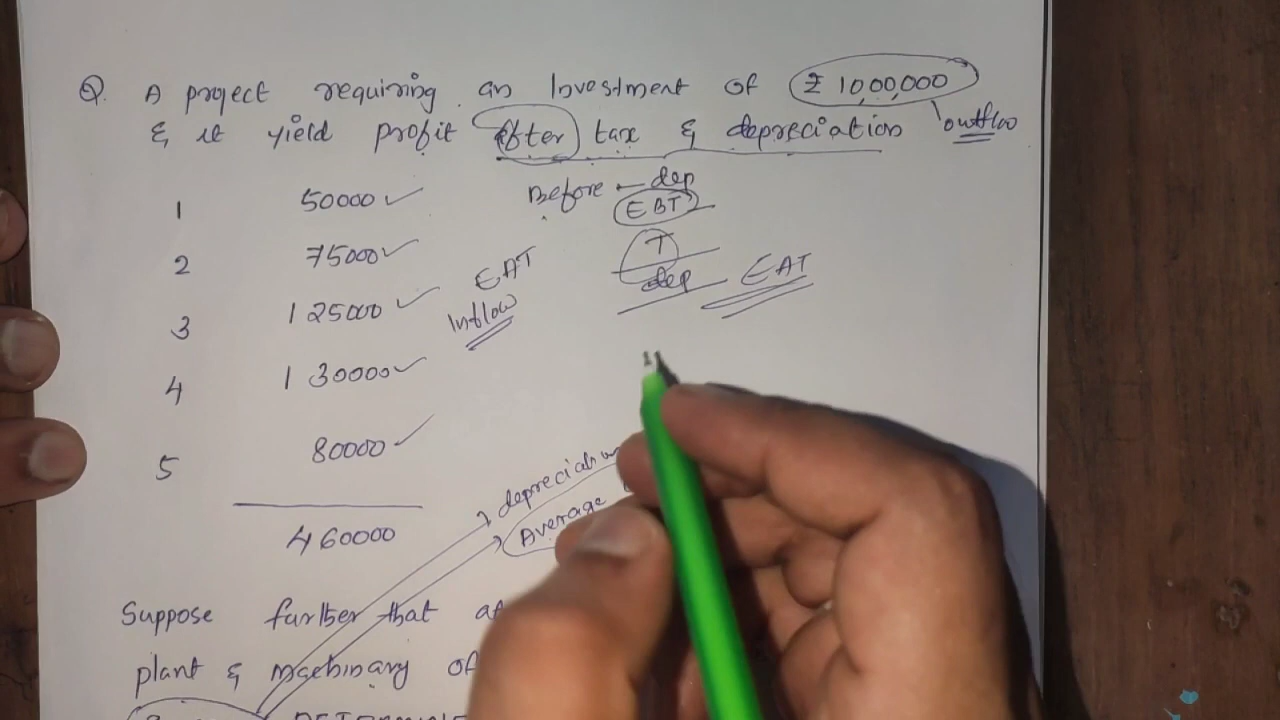 Q. A project requiring an Investment of ₹ 10,00,000
& it yield profit after tax & depreciation outflow
Before dep
1 50000
EBT
2 75000
T
EAT
dep EAT
3 125000
Inflow
4 130000
5 80000
depreciation
Average
460000
Suppose further that at
plant & machinary of